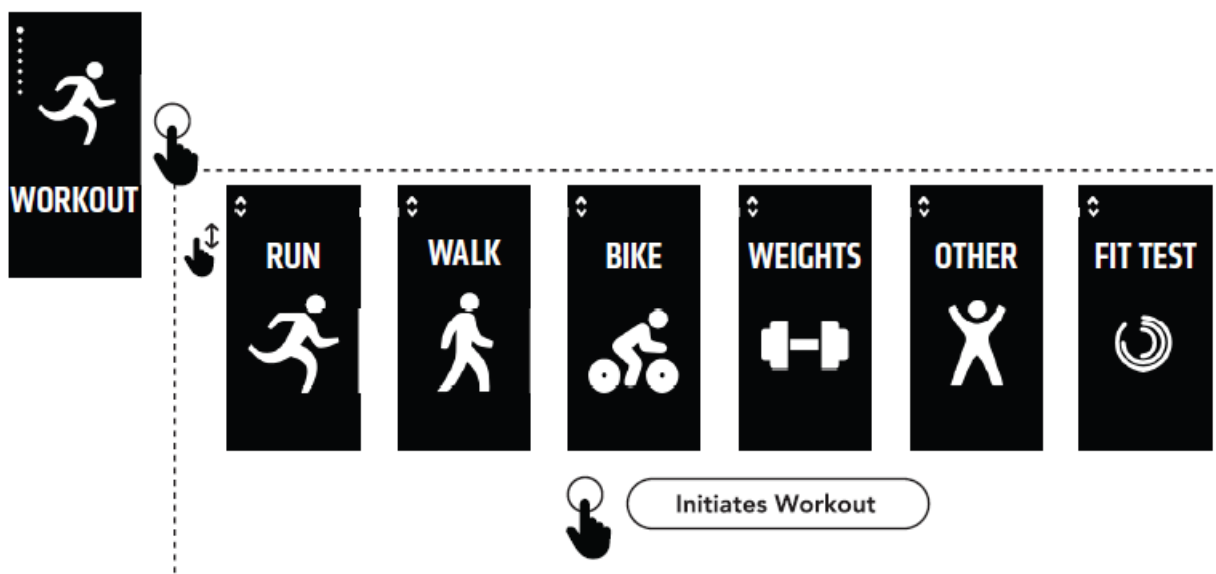 WORKOUT
RUN
WALK
BIKE
WEIGHTS
OTHER
FIT TEST
Initiates Workout